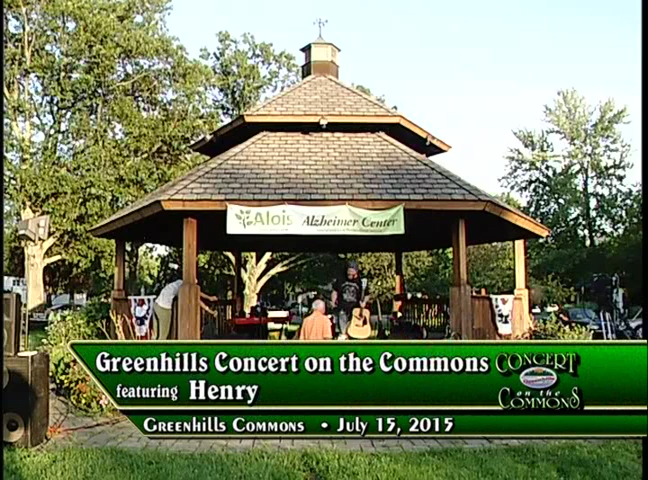 Alois Alzheimer Center
Greenhills Concert on the Commons
featuring Henry
CONCERT
on the
COMMONS
Greenhills Commons • July 15, 2015